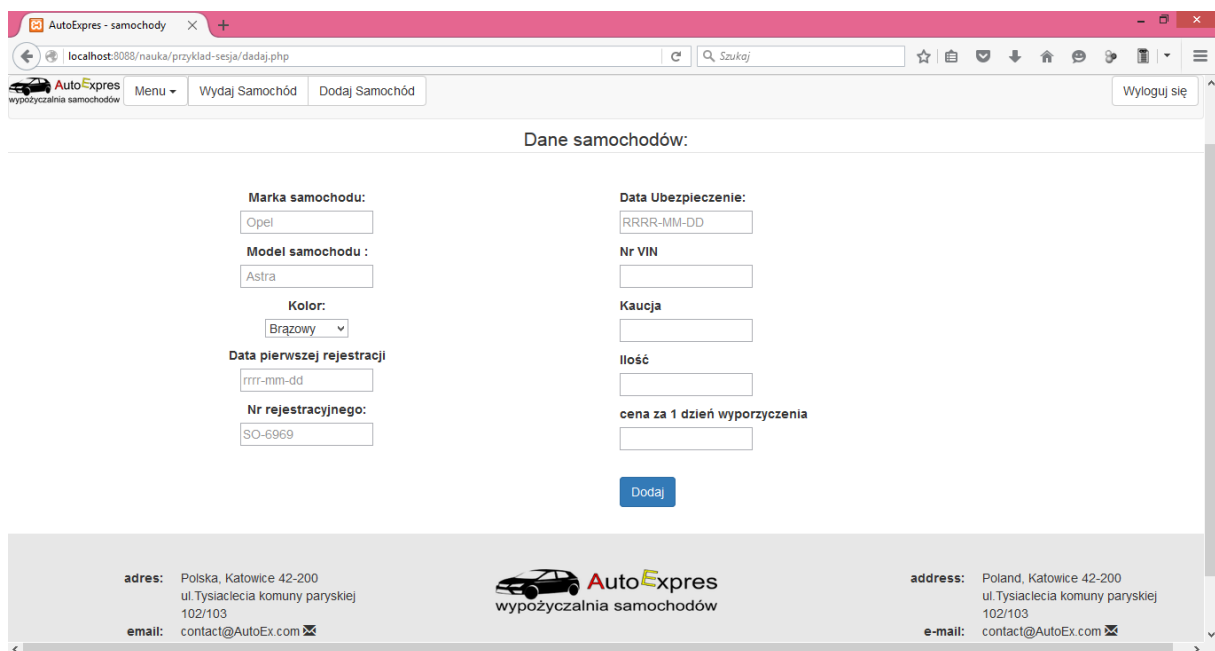 AutoExpres - samochody
localhost:8088/nauka/przyklad-sesja/dadaj.php
Szukaj
AutoExpres
wypożyczalnia samochodów
Menu
Wydaj Samochód
Dodaj Samochód
Wyloguj się
Dane samochodów:
Marka samochodu:
Opel
Model samochodu :
Astra
Kolor:
Brązowy
Data pierwszej rejestracji
rrrr-mm-dd
Nr rejestracyjnego:
SO-6969
Data Ubezpieczenie:
RRRR-MM-DD
Nr VIN
Kaucja
Ilość
cena za 1 dzień wyporzyczenia
Dodaj
adres: Polska, Katowice 42-200
ul.Tysiaclecia komuny paryskiej
102/103
email: contact@AutoEx.com
AutoExpres
wypożyczalnia samochodów
address: Poland, Katowice 42-200
ul.Tysiaclecia komuny paryskiej
102/103
e-mail: contact@AutoEx.com